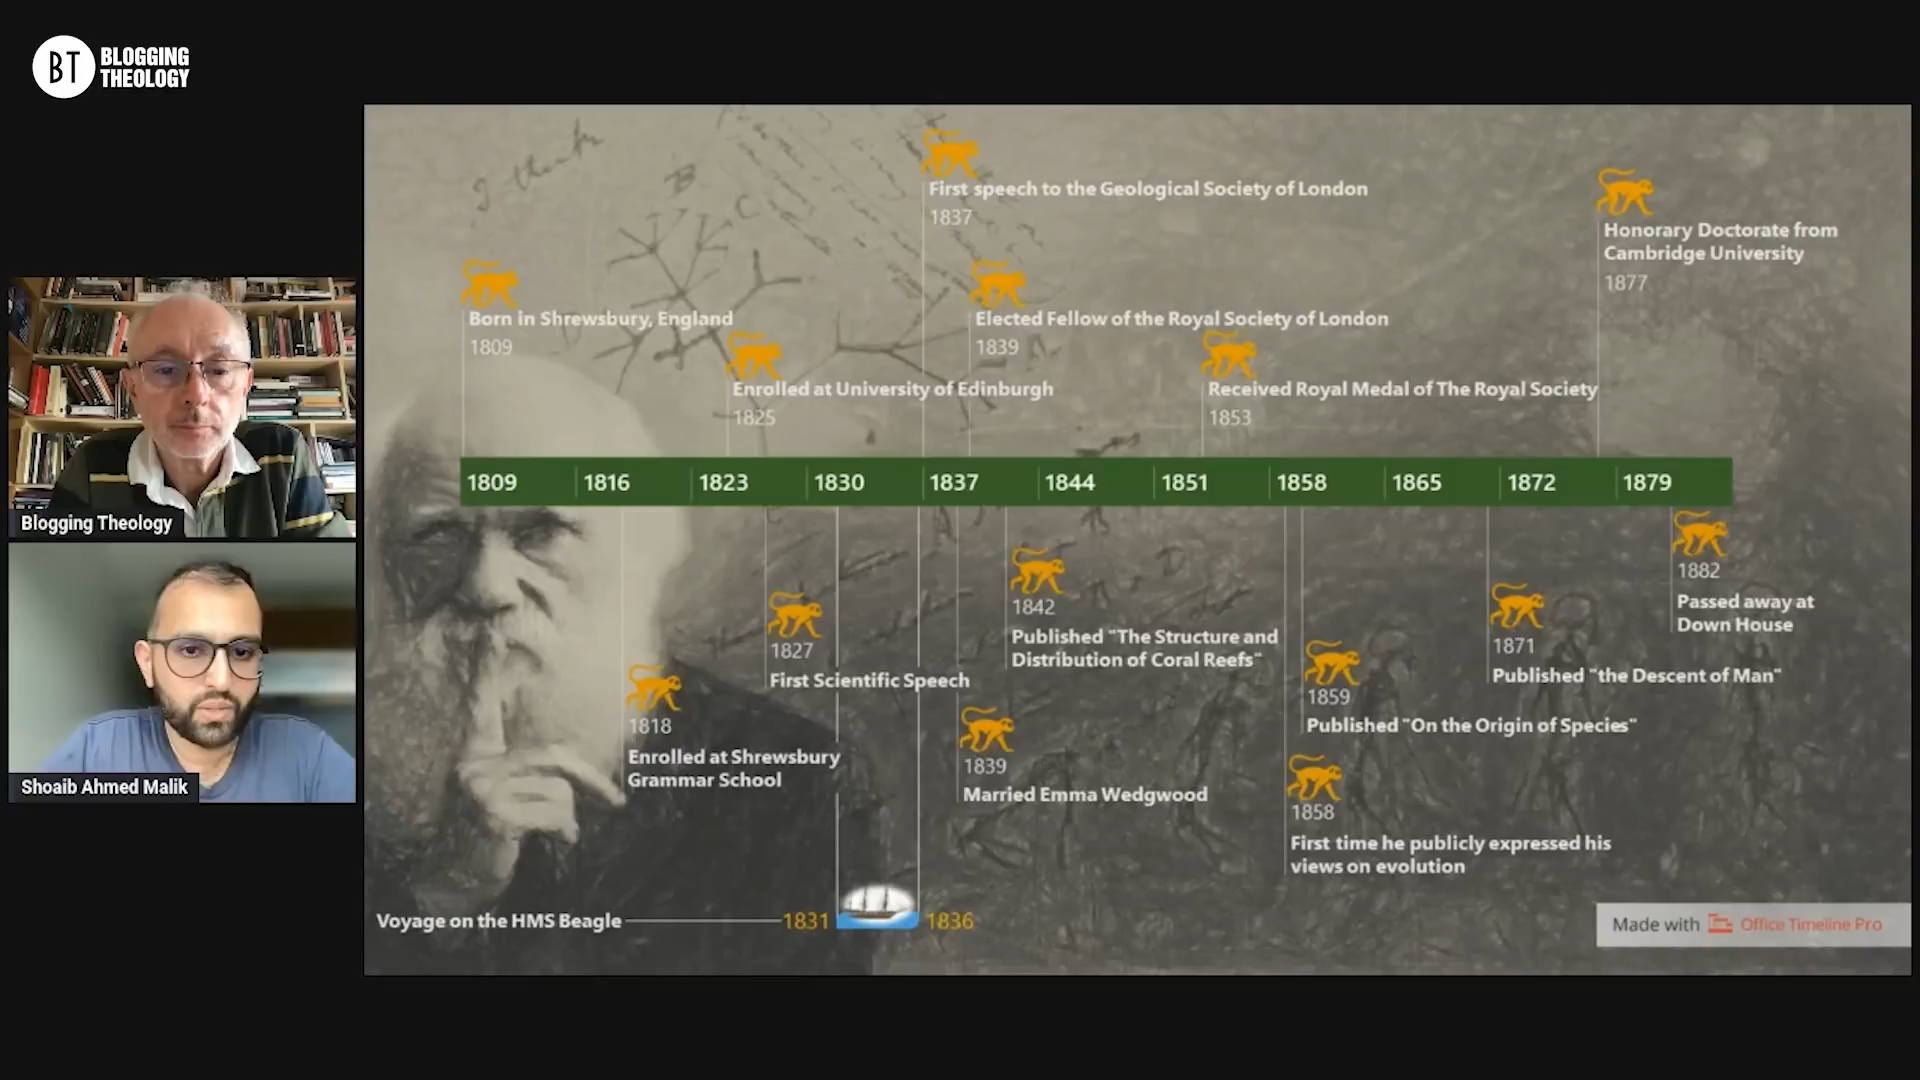 BT BLOGGING
THEOLOGY
I think
B
C
First speech to the Geological Society of London
1837
Honorary Doctorate from
Cambridge University
1877
Born in Shrewsbury, England
1809
Elected Fellow of the Royal Society of London
1839
Enrolled at University of Edinburgh
1825
Received Royal Medal of The Royal Society
1853
1809 1816 1823 1830 1837 1844 1851 1858 1865 1872 1879
Blogging Theology
Shoaib Ahmed Malik
1882
Passed away at
Down House
1842
Published "The Structure and
Distribution of Coral Reefs"
1871
Published "the Descent of Man"
1827
First Scientific Speech
1859
Published "On the Origin of Species"
1818
Enrolled at Shrewsbury
Grammar School
1839
Married Emma Wedgwood
1858
First time he publicly expressed his
views on evolution
Voyage on the HMS Beagle 1831 1836
Made with Office Timeline Pro